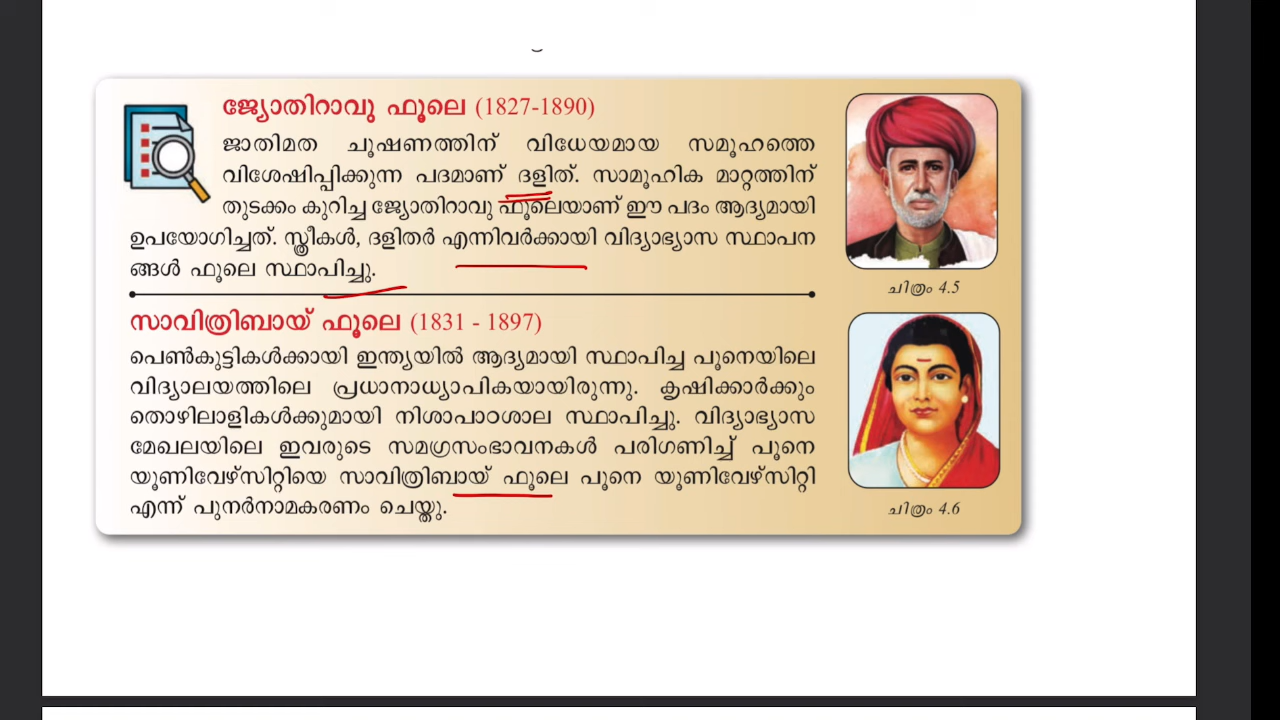 ജ്യോതിറാവു ഫൂലെ (1827-1890)
ജാതിമത ചൂഷണത്തിന് വിധേയമായ സമൂഹത്തെ
വിശേഷിപ്പിക്കുന്ന പദമാണ് ദളിത്. സാമൂഹിക മാറ്റത്തിന്
തുടക്കം കുറിച്ച ജ്യോതിറാവു ഫൂലെയാണ് ഈ പദം ആദ്യമായി
ഉപയോഗിച്ചത്. സ്ത്രീകൾ, ദളിതർ എന്നിവർക്കായി വിദ്യാഭ്യാസ സ്ഥാപന
ങ്ങൾ ഫൂലെ സ്ഥാപിച്ചു.
ചിത്രം 4.5
സാവിത്രിബായ് ഫൂലെ (1831 - 1897)
പെൺകുട്ടികൾക്കായി ഇന്ത്യയിൽ ആദ്യമായി സ്ഥാപിച്ച പൂനെയിലെ
വിദ്യാലയത്തിലെ പ്രധാനാധ്യാപികയായിരുന്നു. കൃഷിക്കാർക്കും
തൊഴിലാളികൾക്കുമായി നിശാപാഠശാല സ്ഥാപിച്ചു. വിദ്യാഭ്യാസ
മേഖലയിലെ ഇവരുടെ സമഗ്രസംഭാവനകൾ പരിഗണിച്ച് പൂനെ
യൂണിവേഴ്സിറ്റിയെ സാവിത്രിബായ് ഫൂലെ പൂനെ യൂണിവേഴ്സിറ്റി
എന്ന് പുനർനാമകരണം ചെയ്തു.
ചിത്രം 4.6